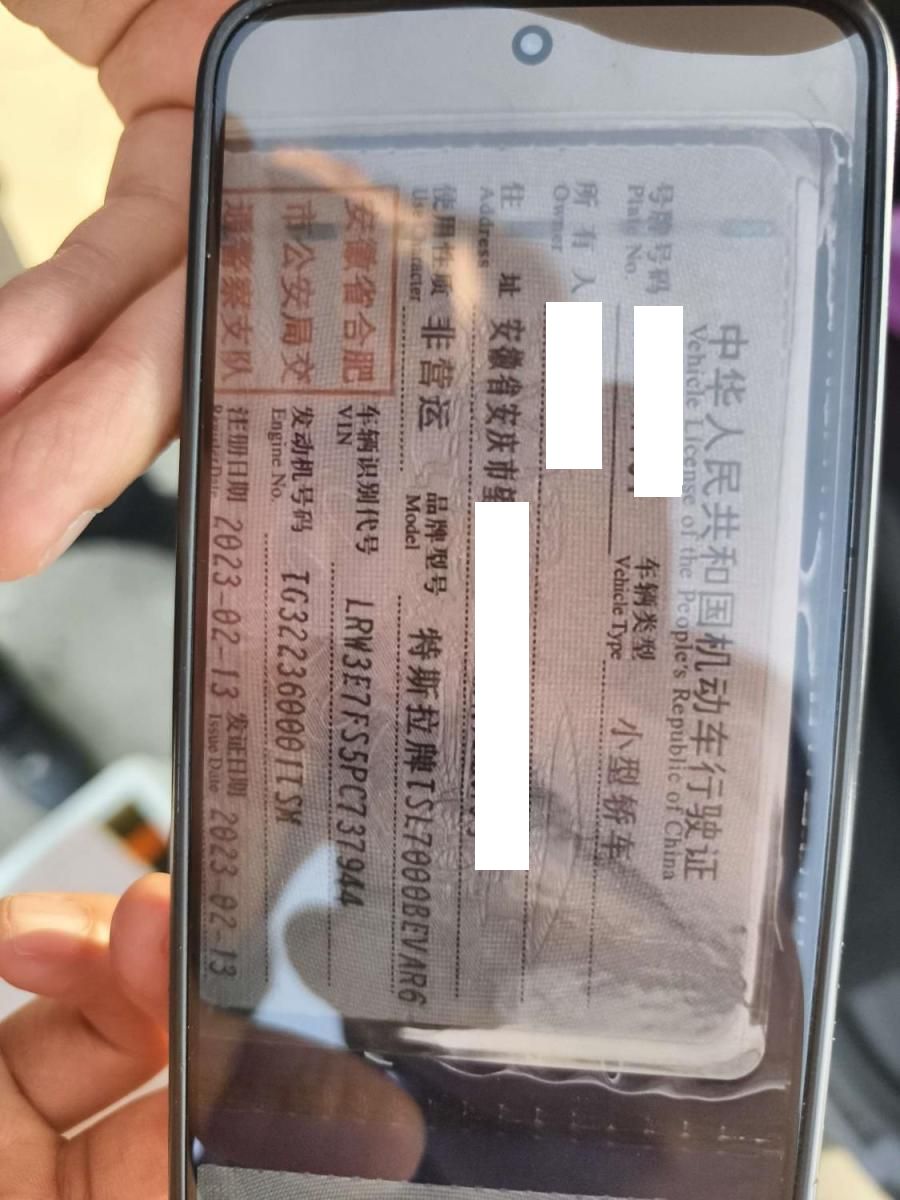 中华人民共和国机动车行驶证
Vehicle License of the People's Republic of China
号牌号码
Plate No.
车辆类型 小型轿车
Vehicle Type
所有人
Owner
住址 安徽省安庆市
Address
使用性质 非营运
Use Character
品牌型号 特斯拉牌TSL7000BEVAR6
Model
安徽省合肥
市公安局交
通警察支队
车辆识别代号 LRW3E7FS5PC737944
VIN
发动机号码 TG322360001TSM
Engine No.
注册日期 2023-02-13
Register Date
发证日期 2023-02-13
Issue Date